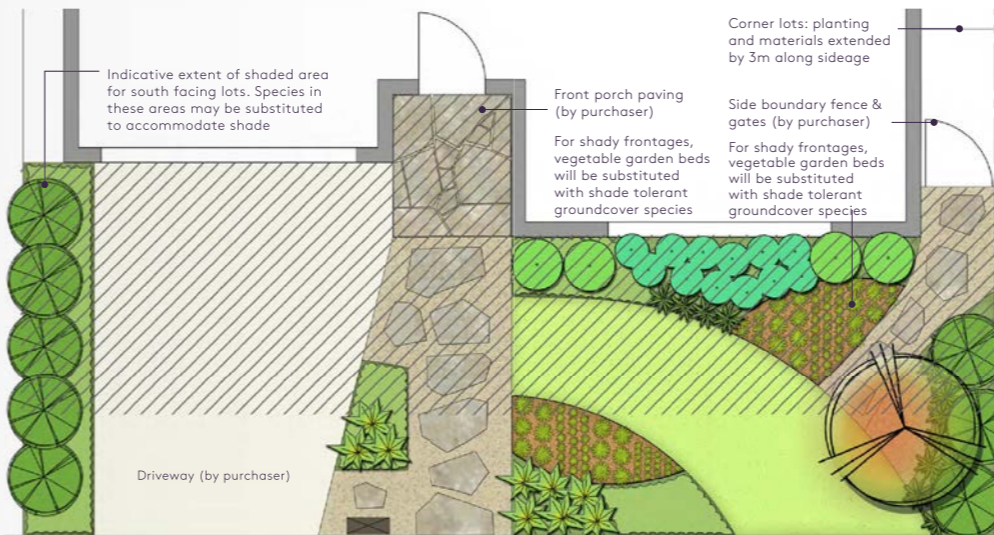 Indicative extent of shaded area
for south facing lots. Species in
these areas may be substituted
to accommodate shade
Front porch paving
(by purchaser)
For shady frontages,
vegetable garden beds
will be substituted
with shade tolerant
groundcover species
Corner lots: planting
and materials extended
by 3m along sideage
Side boundary fence &
gates (by purchaser)
For shady frontages,
vegetable garden beds
will be substituted
with shade tolerant
groundcover species
Driveway (by purchaser)